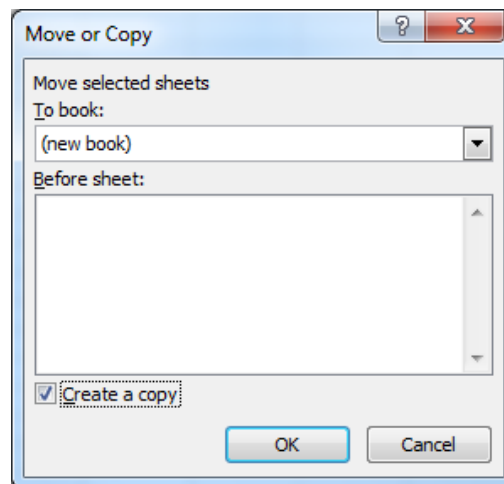 Move or Copy
Move selected sheets
To book:
(new book)
Before sheet:
Create a copy
OK Cancel